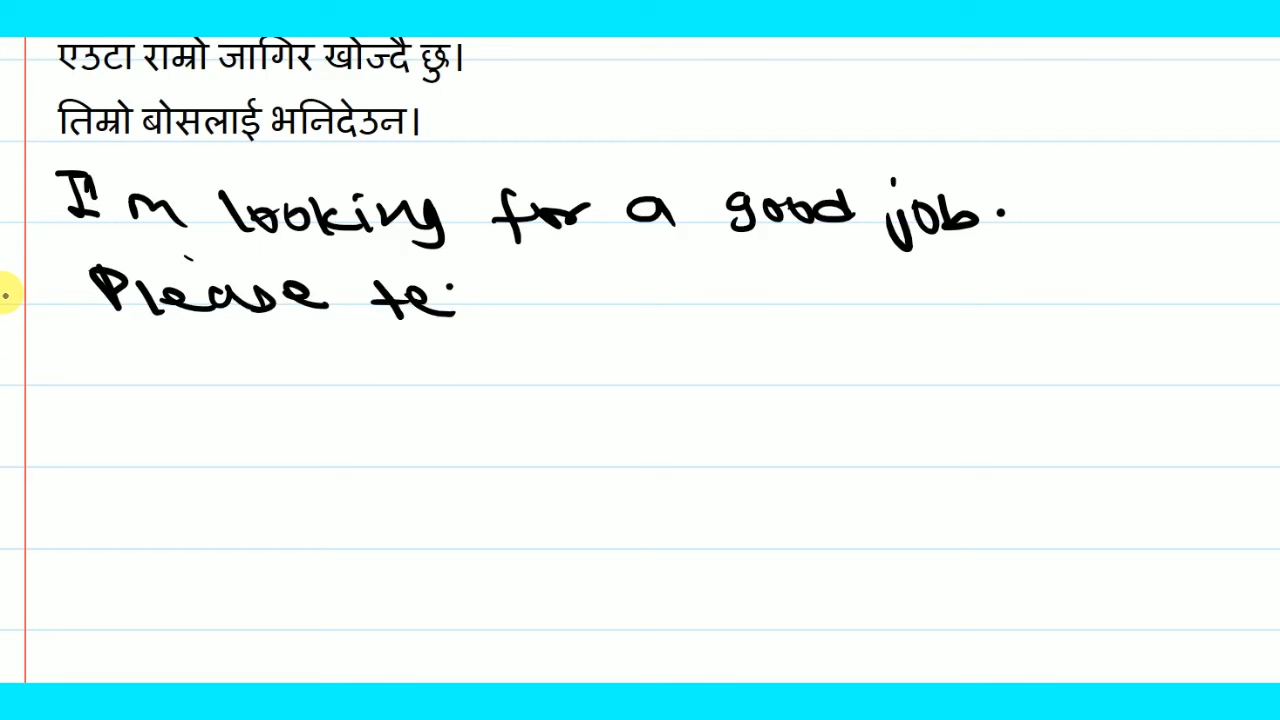 एउटा राम्रो जागिर खोज्दै छु।
तिम्रो बोसलाई भनिदेउन।
I'm looking for a good job.
Please te